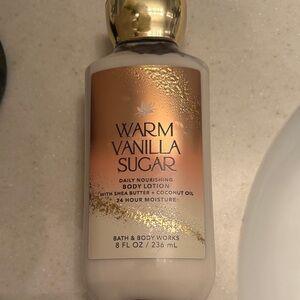 WARM
VANILLA
SUGAR
DAILY NOURISHING
BODY LOTION
WITH SHEA BUTTER + COCONUT OIL
24 HOUR MOISTURE
BATH & BODY WORKS
8 FL OZ / 236 mL